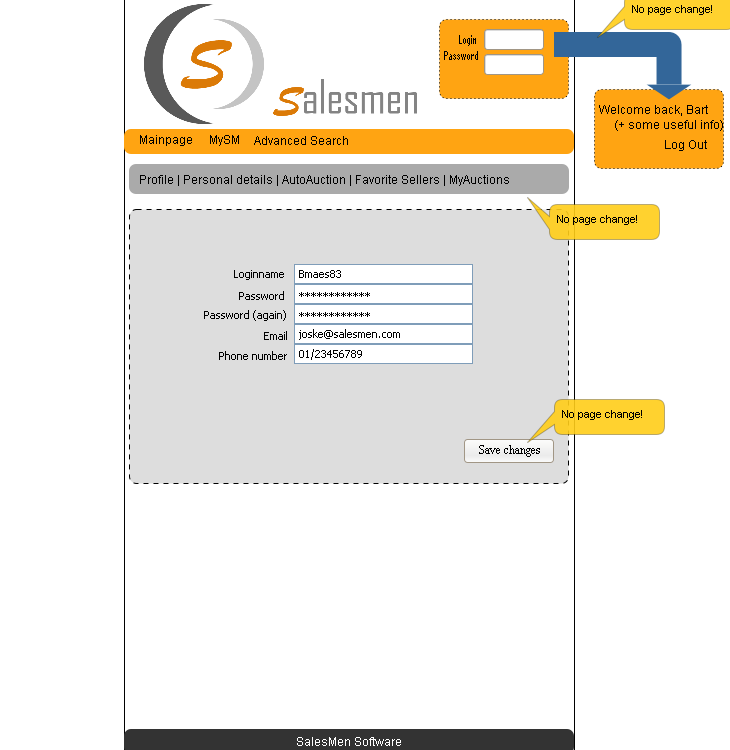 No page change!
S
Salesmen
Login
Password
Welcome back, Bart
(+ some useful info)
Log Out
Mainpage MySM Advanced Search
Profile | Personal details | AutoAuction | Favorite Sellers | MyAuctions
No page change!
Loginname Bmaes83
Password ************
Password (again) ************
Email joske@salesmen.com
Phone number 01/23456789
No page change!
Save changes
SalesMen Software